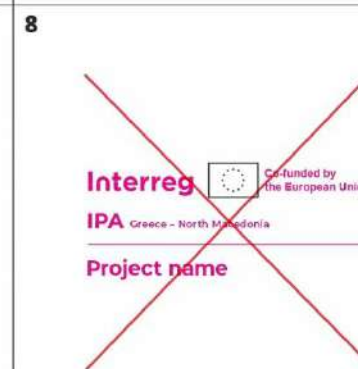 8
Interreg
Co-funded by
the European Uni
IPA Greece – North Macedonia
Project name